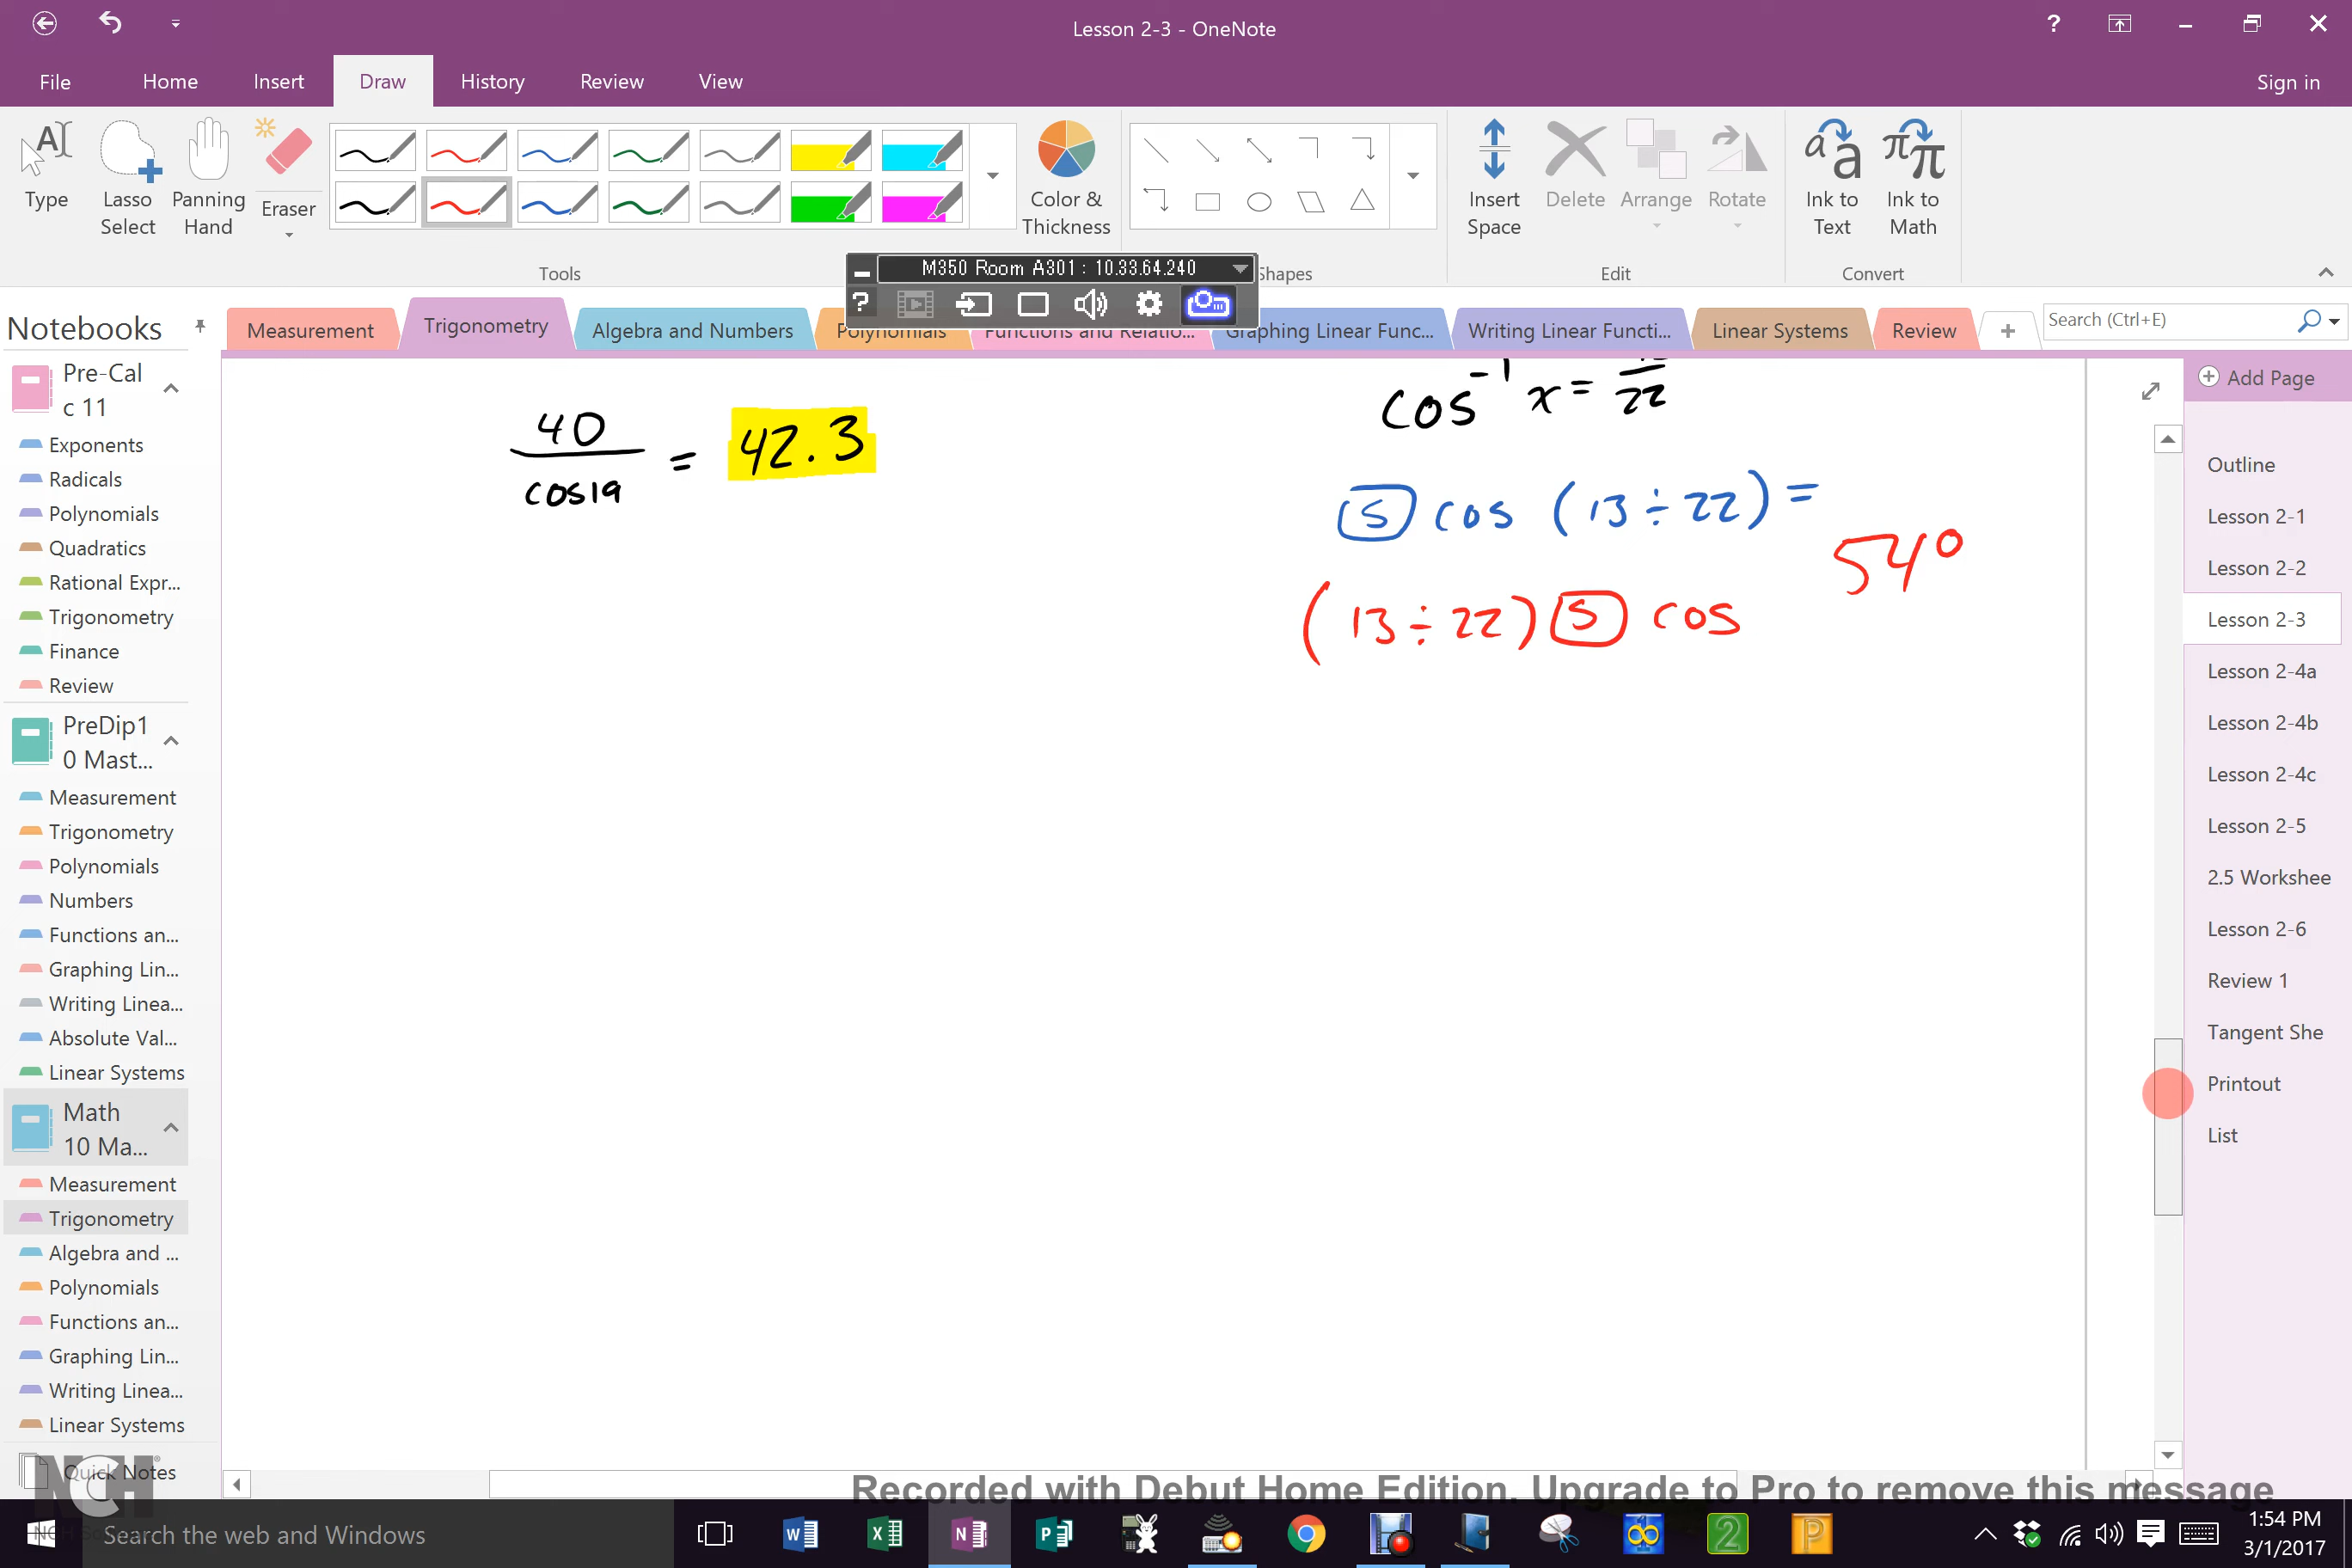 Lesson 2-3 - OneNote
?
File Home Insert Draw History Review View Sign in
Type
Lasso Select
Panning Hand
Eraser
Color & Thickness
Insert Space
Delete
Arrange
Rotate
Ink to Text
Ink to Math
Tools
Shapes
Edit
Convert
M350 Room A301 : 10.33.64.240
?
Notebooks
Measurement Trigonometry Algebra and Numbers Polynomials Functions and Relatio... Graphing Linear Func... Writing Linear Functi... Linear Systems Review +
Search (Ctrl+E)
Pre-Cal
c 11
Exponents
Radicals
Polynomials
Quadratics
Rational Expr...
Trigonometry
Finance
Review
PreDip1
0 Mast...
Measurement
Trigonometry
Polynomials
Numbers
Functions an...
Graphing Lin...
Writing Linea...
Absolute Val...
Linear Systems
Math
10 Ma...
Measurement
Trigonometry
Algebra and ...
Polynomials
Functions an...
Graphing Lin...
Writing Linea...
Linear Systems
Quick Notes
40
cos19 = 42.3
cos⁻¹ x = /22
S cos (13 ÷ 22) =
54°
(13 ÷ 22) S cos
Add Page
Outline
Lesson 2-1
Lesson 2-2
Lesson 2-3
Lesson 2-4a
Lesson 2-4b
Lesson 2-4c
Lesson 2-5
2.5 Workshee
Lesson 2-6
Review 1
Tangent She
Printout
List
NCH
Recorded with Debut Home Edition. Upgrade to Pro to remove this message
Search the web and Windows
1:54 PM
3/1/2017